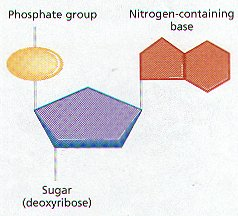 Phosphate group
Nitrogen-containing
base
Sugar
(deoxyribose)